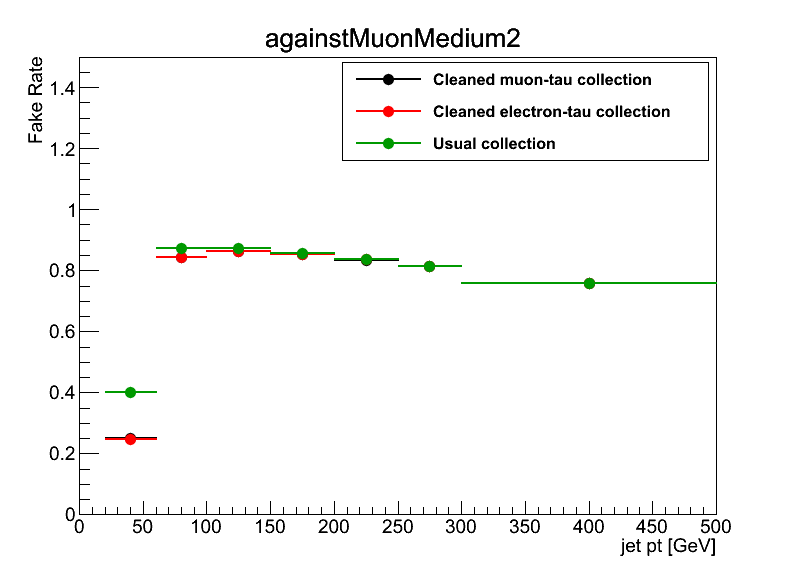 againstMuonMedium2
Fake Rate
1.4
1.2
1
0.8
0.6
0.4
0.2
0
Cleaned muon-tau collection
Cleaned electron-tau collection
Usual collection
0 50 100 150 200 250 300 350 400 450 500
jet pt [GeV]